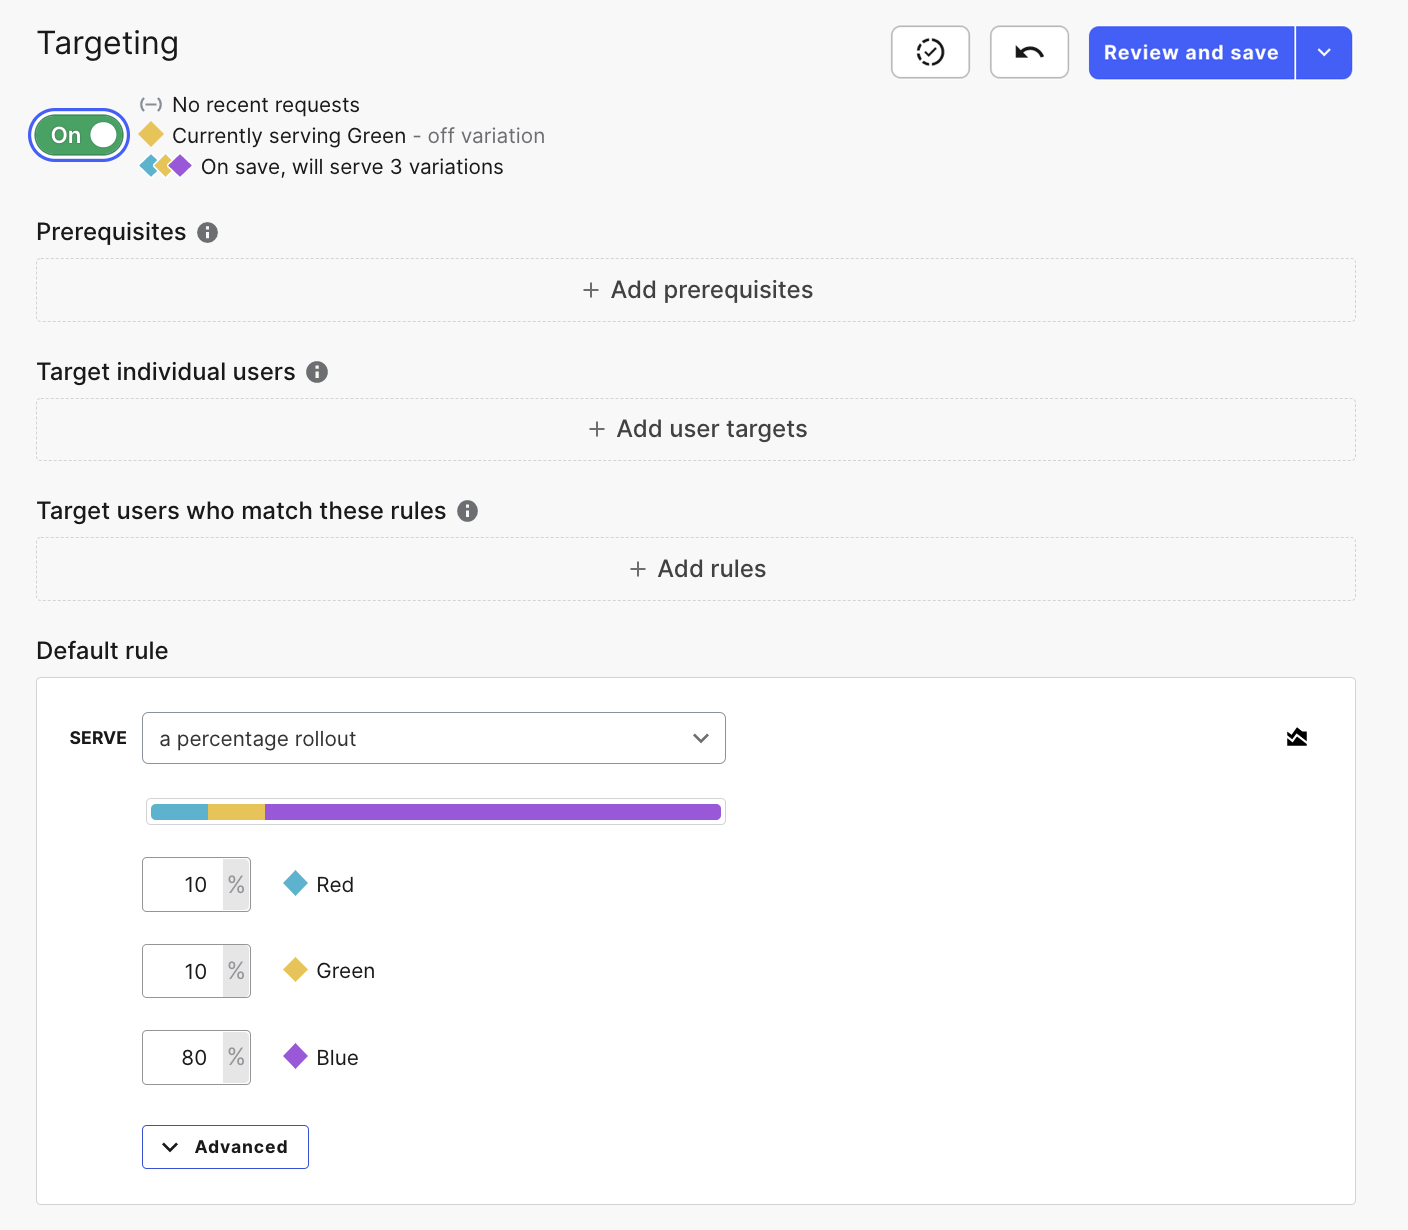 Targeting
Review and save
On
No recent requests
Currently serving Green - off variation
On save, will serve 3 variations
Prerequisites
+ Add prerequisites
Target individual users
+ Add user targets
Target users who match these rules
+ Add rules
Default rule
SERVE a percentage rollout
10 % Red
10 % Green
80 % Blue
Advanced